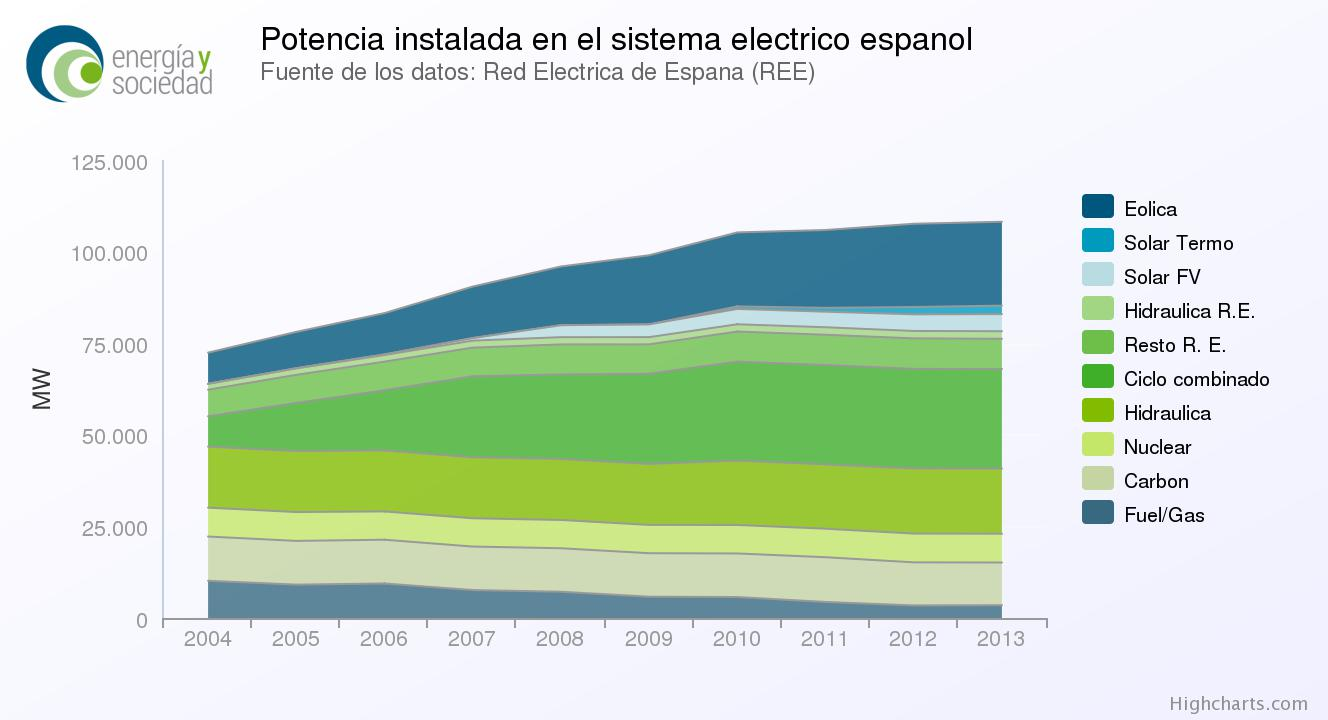 energía y
sociedad
Potencia instalada en el sistema electrico espanol
Fuente de los datos: Red Electrica de Espana (REE)
MW
125.000
100.000
75.000
50.000
25.000
0
2004 2005 2006 2007 2008 2009 2010 2011 2012 2013
Eolica
Solar Termo
Solar FV
Hidraulica R.E.
Resto R. E.
Ciclo combinado
Hidraulica
Nuclear
Carbon
Fuel/Gas
Highcharts.com